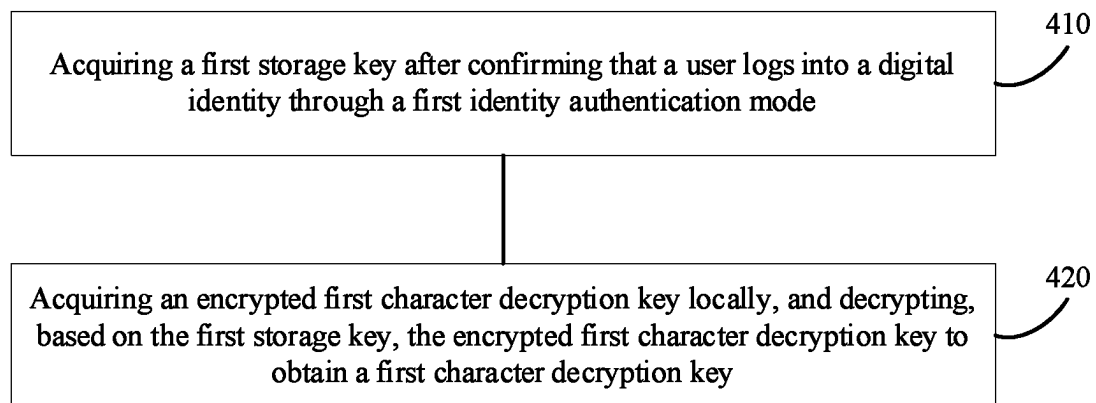 410
Acquiring a first storage key after confirming that a user logs into a digital
identity through a first identity authentication mode
420
Acquiring an encrypted first character decryption key locally, and decrypting,
based on the first storage key, the encrypted first character decryption key to
obtain a first character decryption key